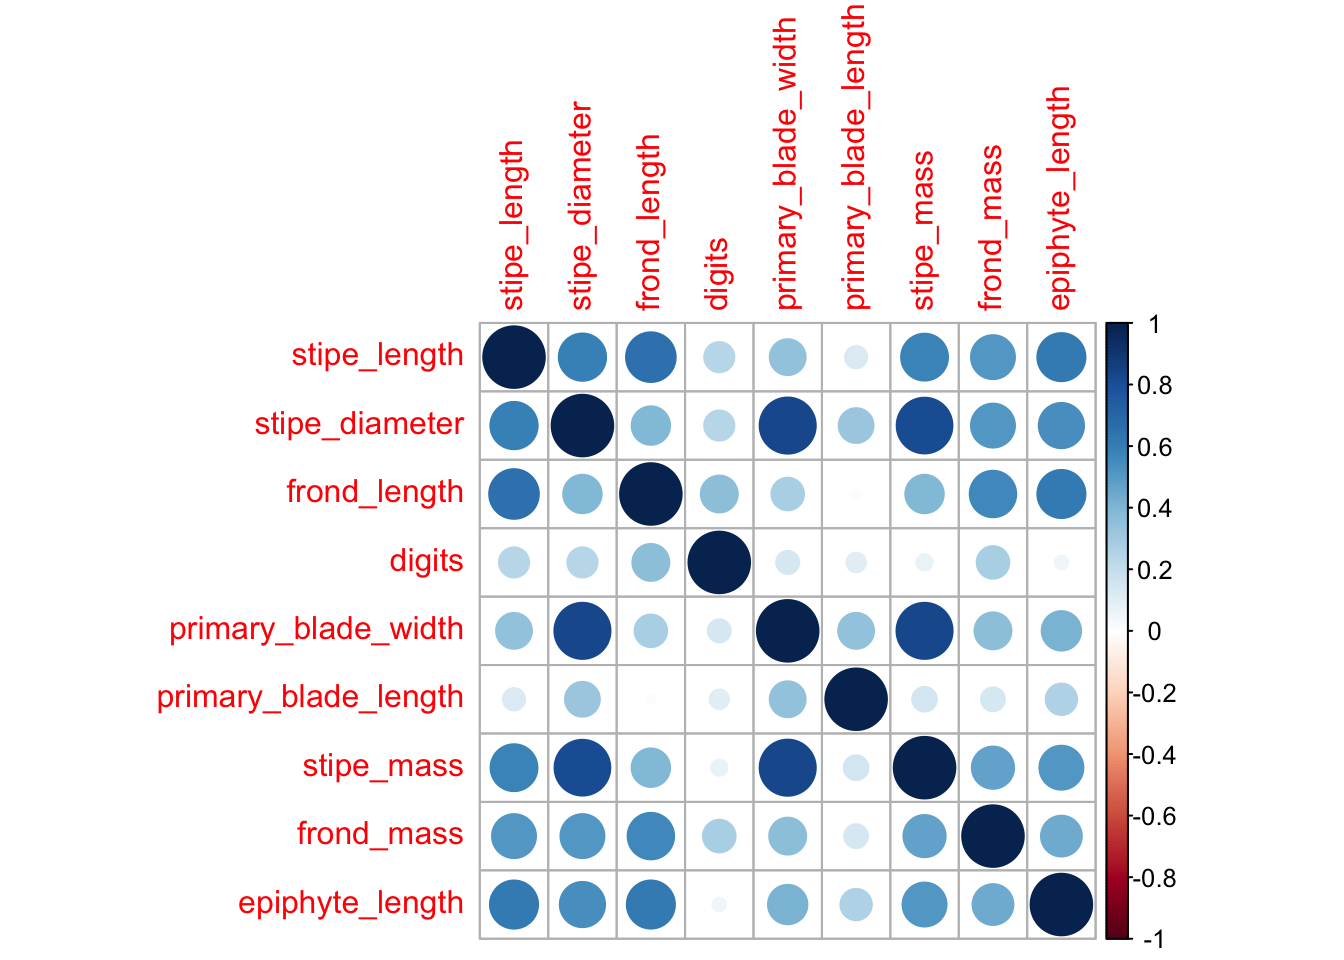 stipe_length
stipe_diameter
frond_length
digits
primary_blade_width
primary_blade_length
stipe_mass
frond_mass
epiphyte_length
stipe_length
stipe_diameter
frond_length
digits
primary_blade_width
primary_blade_length
stipe_mass
frond_mass
epiphyte_length
1
0.8
0.6
0.4
0.2
0
-0.2
-0.4
-0.6
-0.8
-1